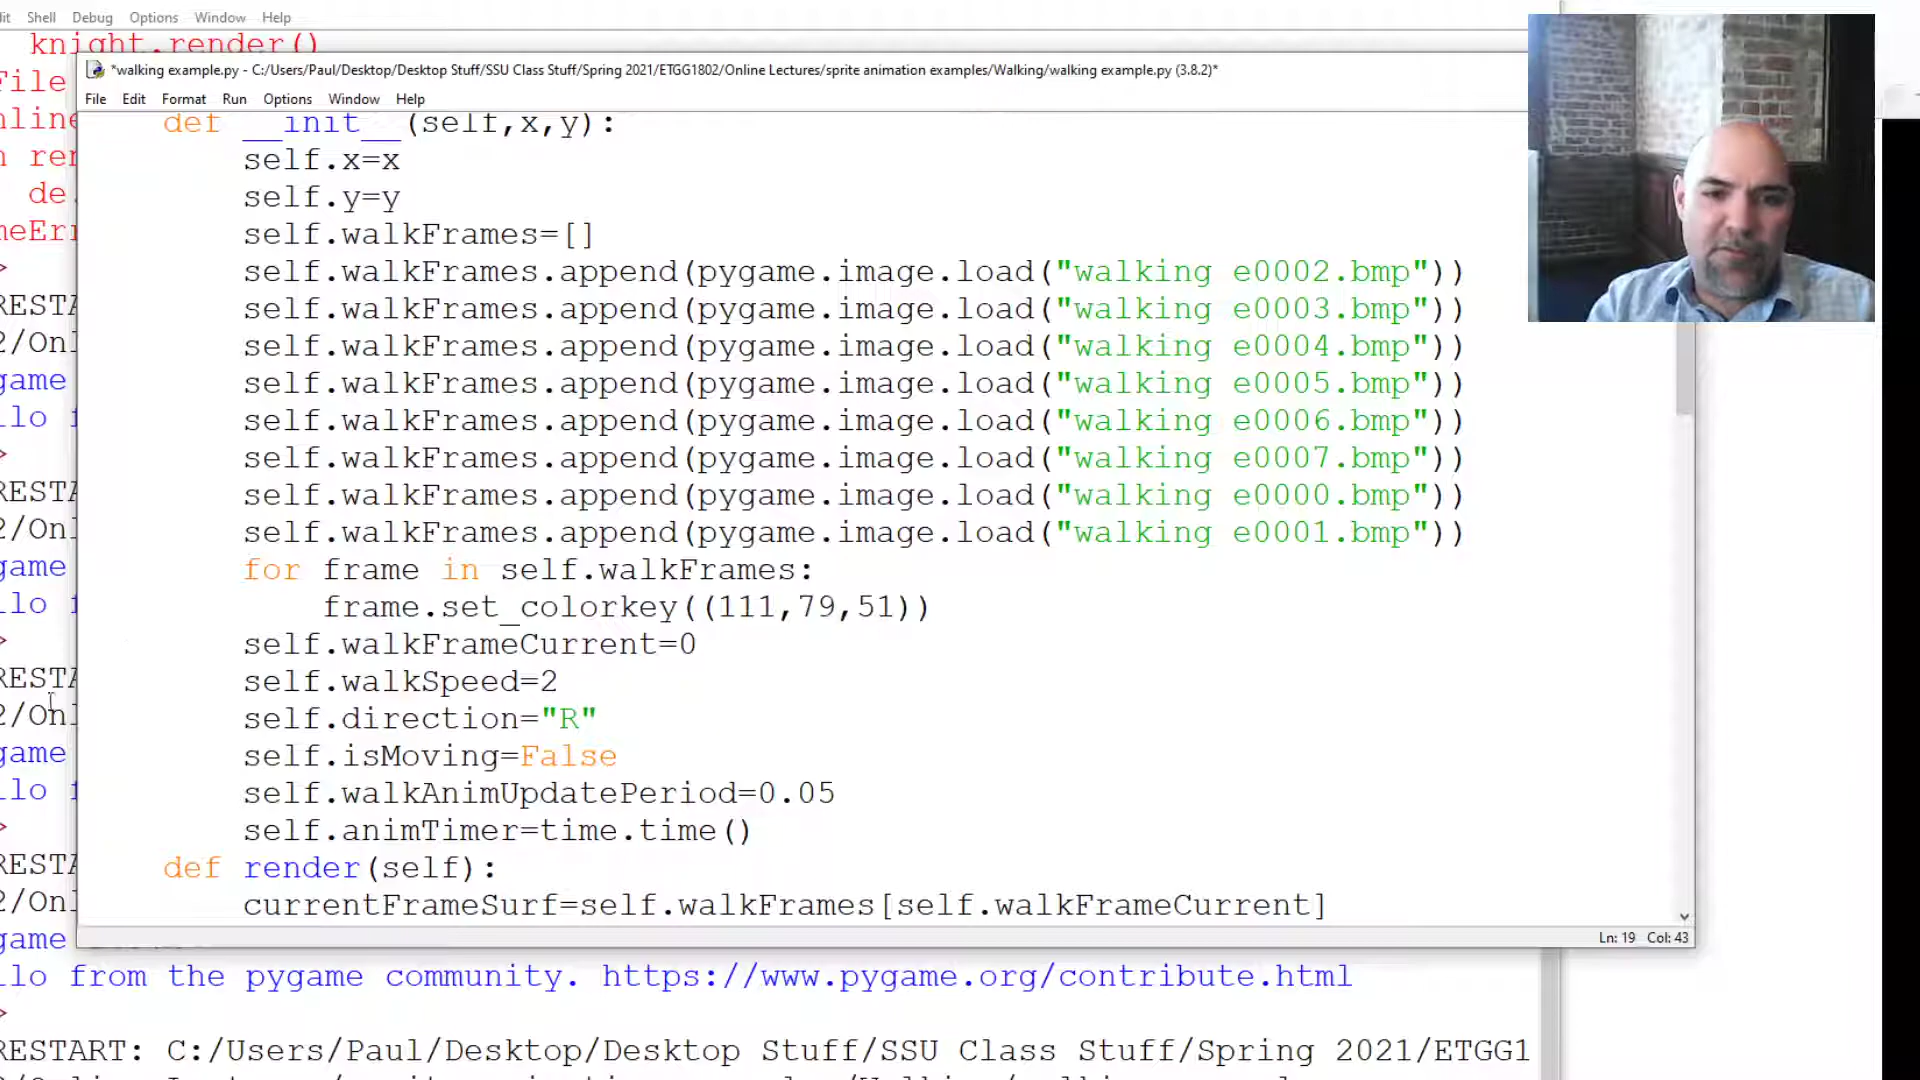 Shell Debug Options Window Help
knight.render()
*walking example.py - C:/Users/Paul/Desktop/Desktop Stuff/SSU Class Stuff/Spring 2021/ETGG1802/Online Lectures/sprite animation examples/Walking/walking example.py (3.8.2)*
File
File Edit Format Run Options Window Help
def __init__(self,x,y):
self.x=x
self.y=y
self.walkFrames=[]
self.walkFrames.append(pygame.image.load("walking e0002.bmp"))
self.walkFrames.append(pygame.image.load("walking e0003.bmp"))
self.walkFrames.append(pygame.image.load("walking e0004.bmp"))
self.walkFrames.append(pygame.image.load("walking e0005.bmp"))
self.walkFrames.append(pygame.image.load("walking e0006.bmp"))
self.walkFrames.append(pygame.image.load("walking e0007.bmp"))
self.walkFrames.append(pygame.image.load("walking e0000.bmp"))
self.walkFrames.append(pygame.image.load("walking e0001.bmp"))
for frame in self.walkFrames:
frame.set_colorkey((111,79,51))
self.walkFrameCurrent=0
self.walkSpeed=2
self.direction="R"
self.isMoving=False
self.walkAnimUpdatePeriod=0.05
self.animTimer=time.time()
def render(self):
currentFrameSurf=self.walkFrames[self.walkFrameCurrent]
Ln: 19 Col: 43
llo from the pygame community. https://www.pygame.org/contribute.html
>
RESTART: C:/Users/Paul/Desktop/Desktop Stuff/SSU Class Stuff/Spring 2021/ETGG1